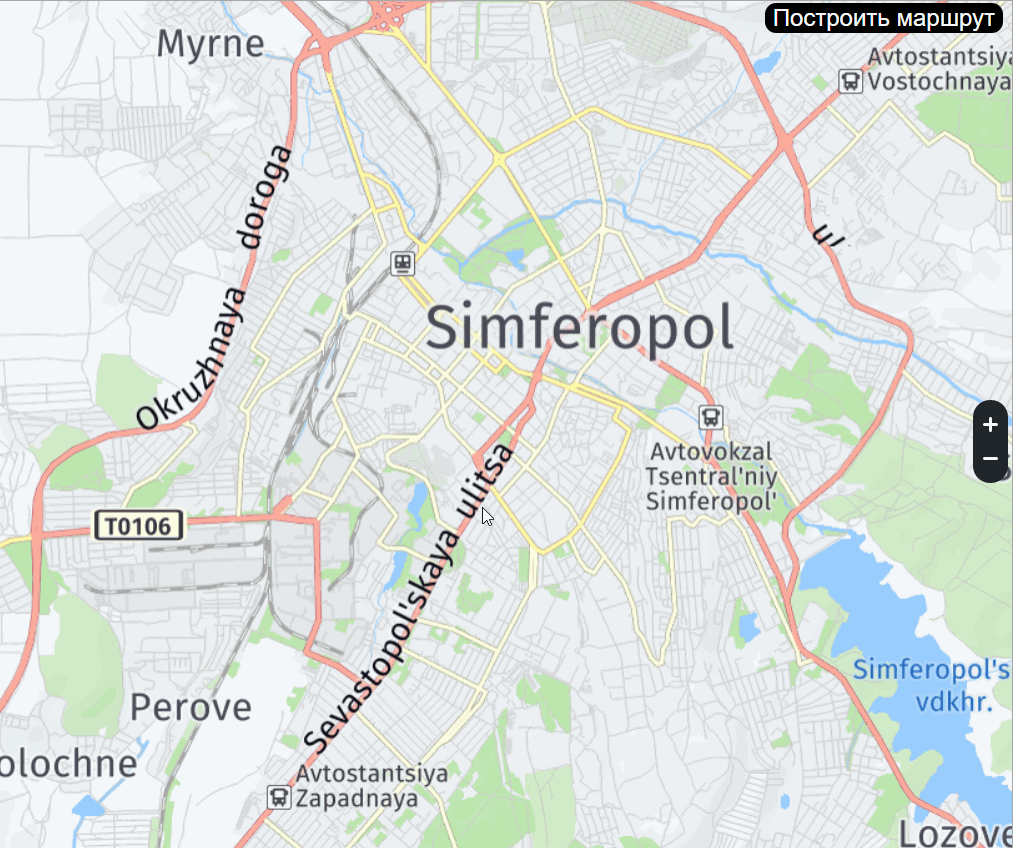 Построить маршрут
Myrne
Avtostantsiya
Vostochnaya
Okruzhnaya doroga
ul
Simferopol
+
Avtovokzal
Tsentral'niy
Simferopol'
−
T0106
Sevastopol'skaya ulitsa
Simferopol's
vdkhr.
Perove
olochne
Avtostantsiya
Zapadnaya
Lozove